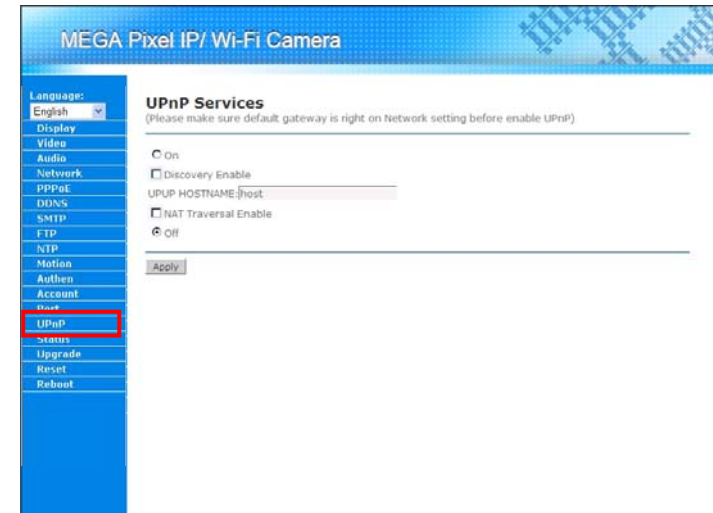 MEGA Pixel IP/ Wi-Fi Camera
Language:
English
Display
Video
Audio
Network
PPPoE
DDNS
SMTP
FTP
NTP
Motion
Authen
Account
Port
UPnP
Status
Upgrade
Reset
Reboot
UPnP Services
(Please make sure default gateway is right on Network setting before enable UPnP)
On
Discovery Enable
UPUP HOSTNAME: host
NAT Traversal Enable
Off
Apply